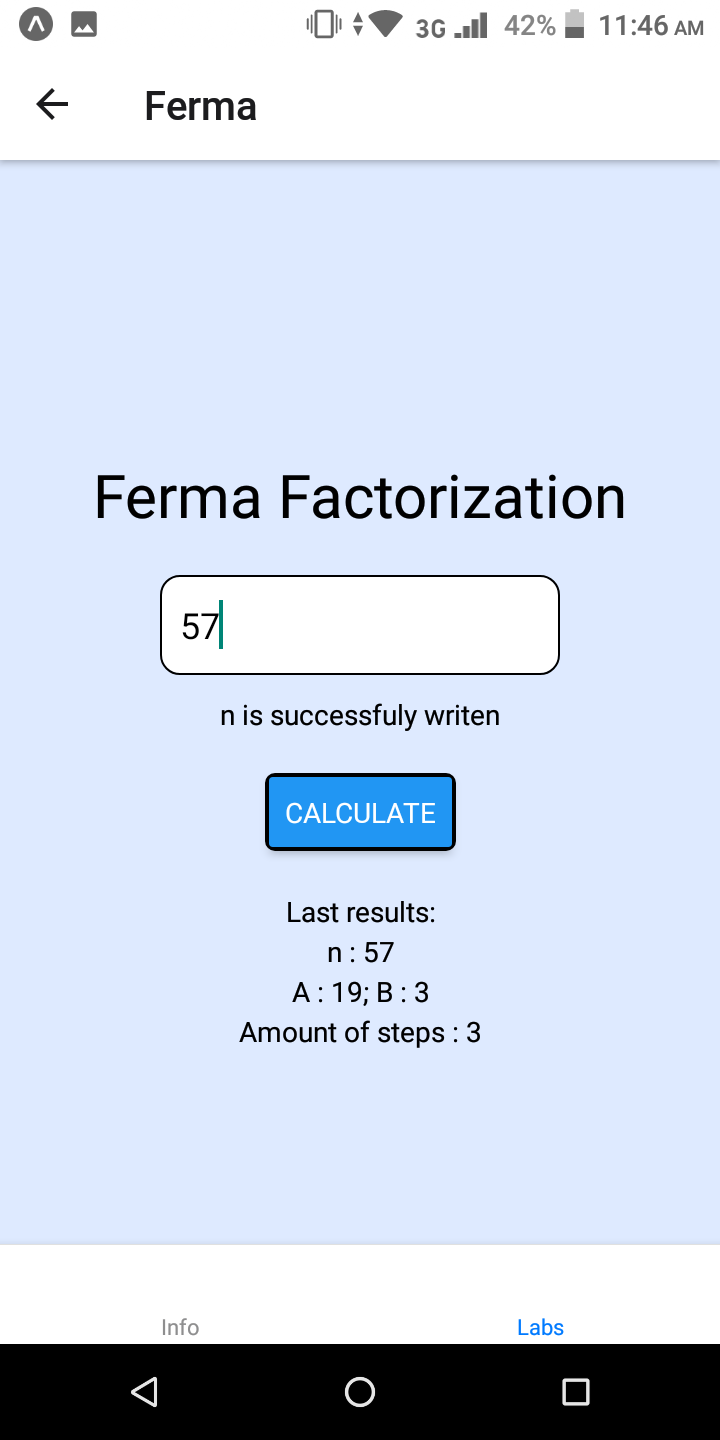 3G 42% 11:46 AM
Ferma
Ferma Factorization
57
n is successfuly writen
CALCULATE
Last results:
n : 57
A : 19; B : 3
Amount of steps : 3
Info Labs